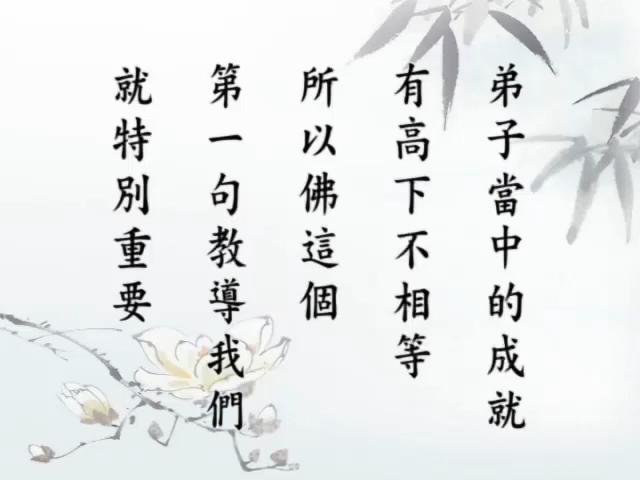 弟子當中的成就
有高下不相等
所以佛這個
第一句教導我們
就特別重要